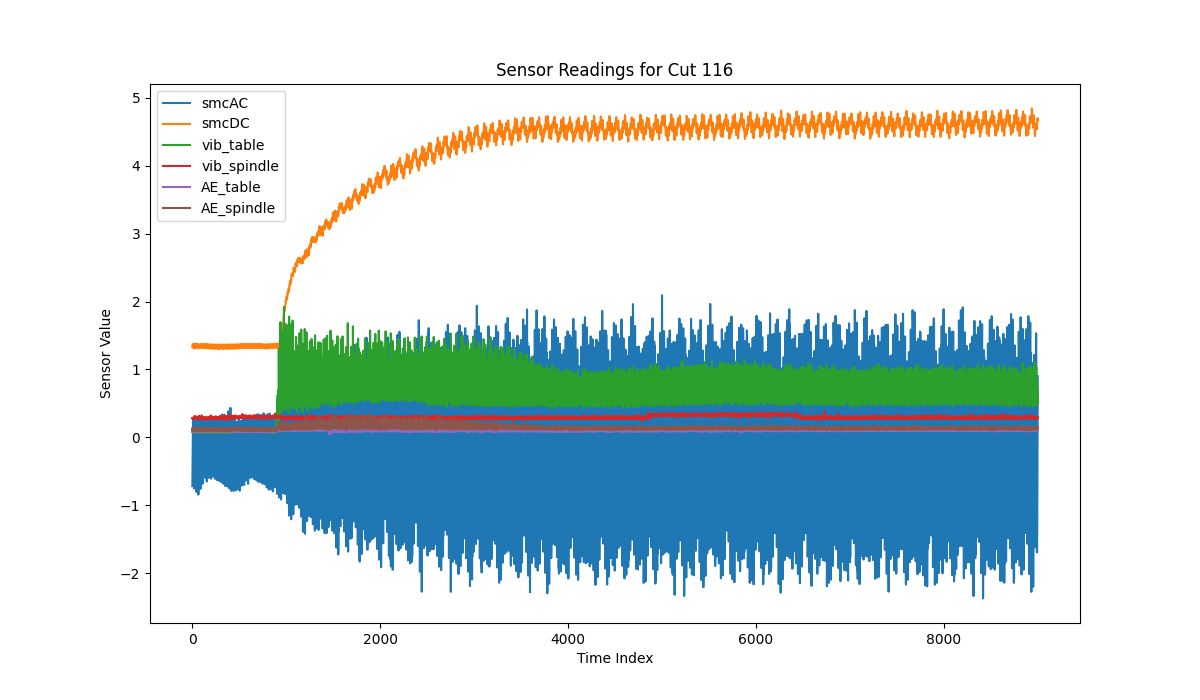 Sensor Readings for Cut 116
smcAC
smcDC
vib_table
vib_spindle
AE_table
AE_spindle
5
4
3
2
1
0
−1
−2
Sensor Value
0 2000 4000 6000 8000
Time Index